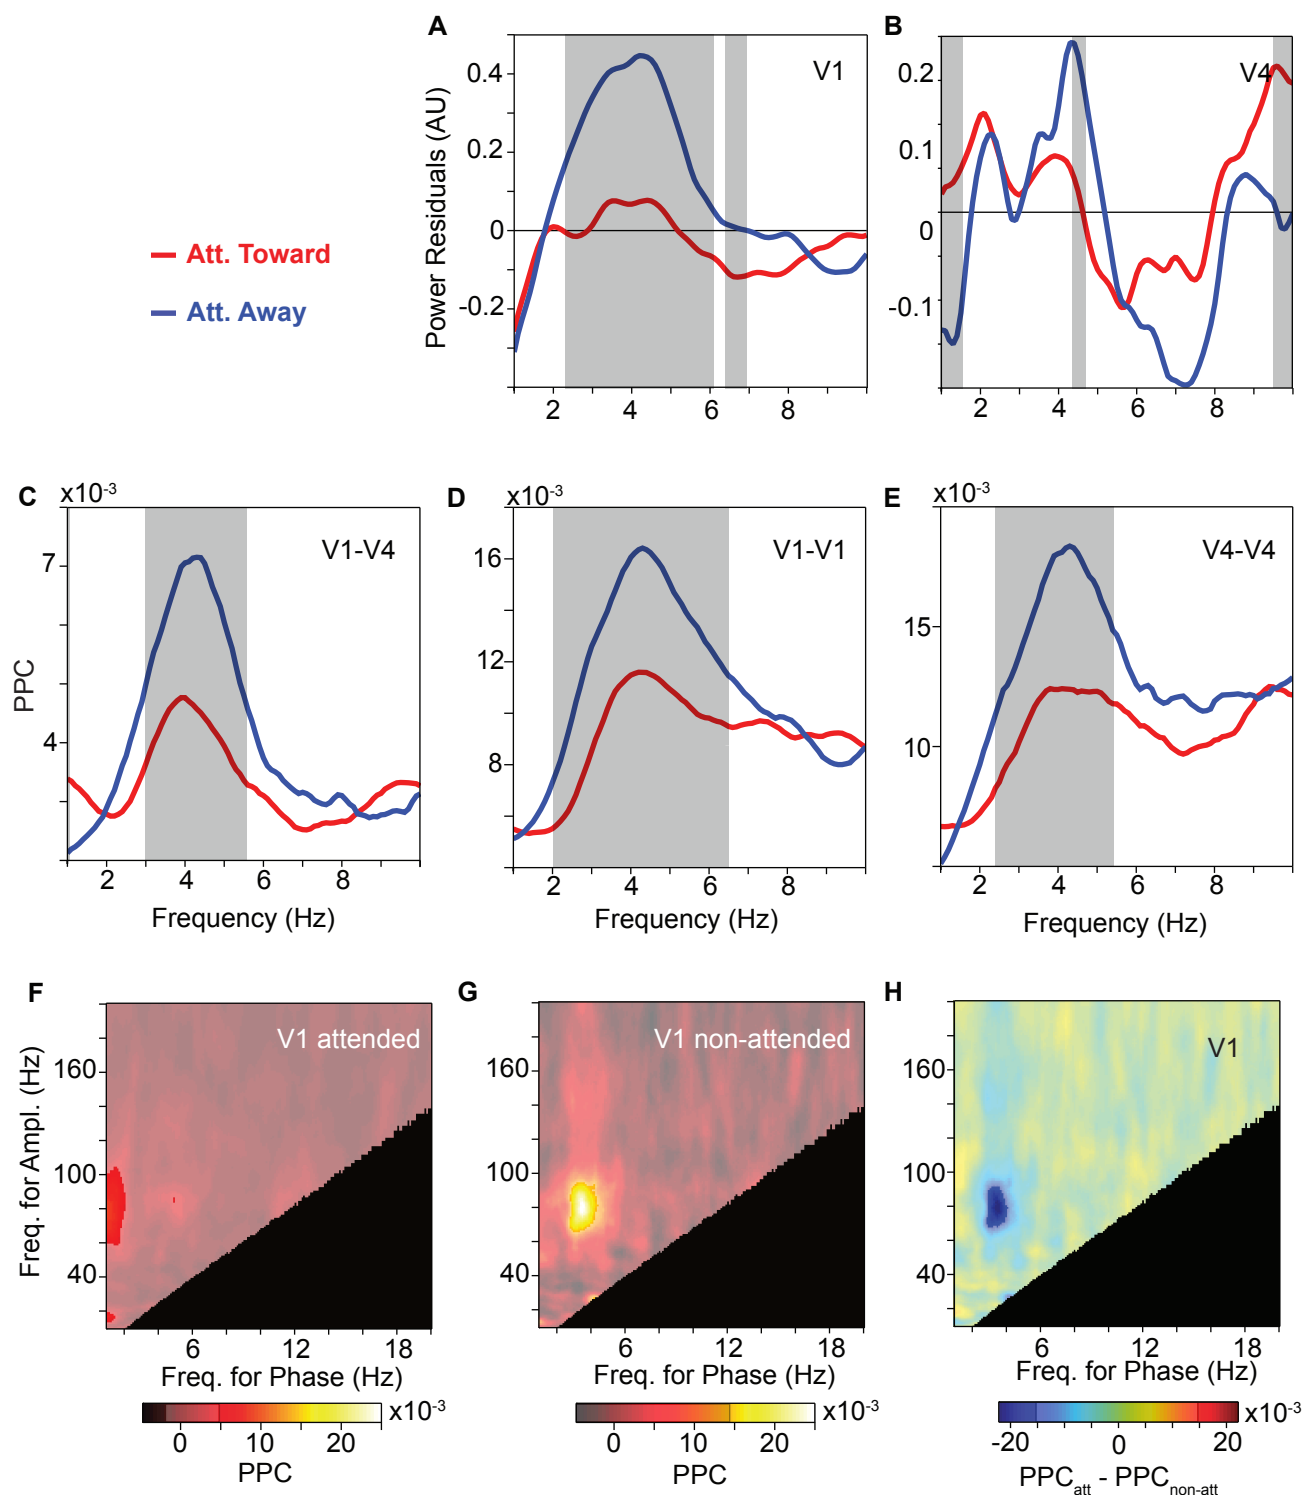 A
B
V1
V4
Power Residuals (AU)
0.4
0.2
0
-0.2
2 4 6 8
0.2
0.1
0
-0.1
2 4 6 8
Att. Toward
Att. Away
C
x10-3
V1-V4
PPC
7
4
2 4 6 8
Frequency (Hz)
D
x10-3
V1-V1
16
12
8
2 4 6 8
Frequency (Hz)
E
x10-3
V4-V4
15
10
2 4 6 8
Frequency (Hz)
F
V1 attended
Freq. for Ampl. (Hz)
160
100
40
6 12 18
Freq. for Phase (Hz)
x10-3
0 10 20
PPC
G
V1 non-attended
160
100
40
6 12 18
Freq. for Phase (Hz)
x10-3
0 10 20
PPC
H
V1
160
100
40
6 12 18
Freq. for Phase (Hz)
x10-3
-20 0 20
PPCatt - PPCnon-att